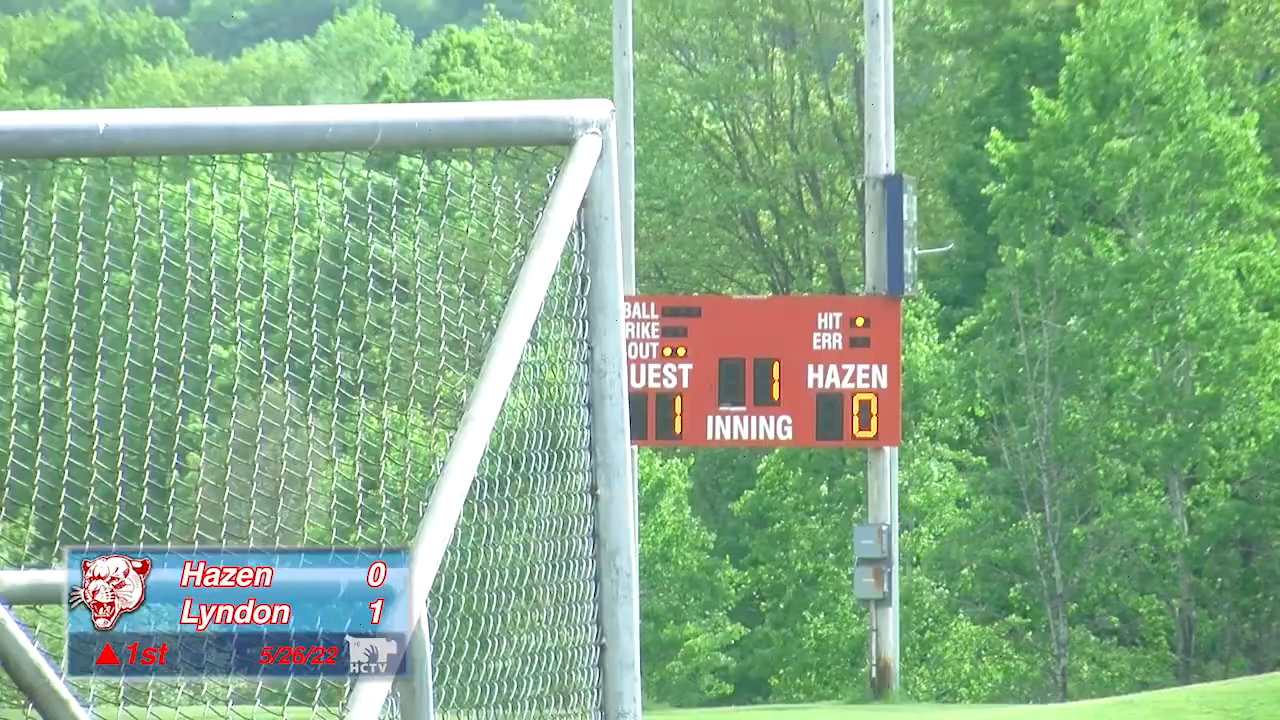 BALL
RIKE
OUT
HIT
ERR
UEST
1
HAZEN
1
INNING
0
Hazen 0
Lyndon 1
▲1st 5/26/22
HCTV